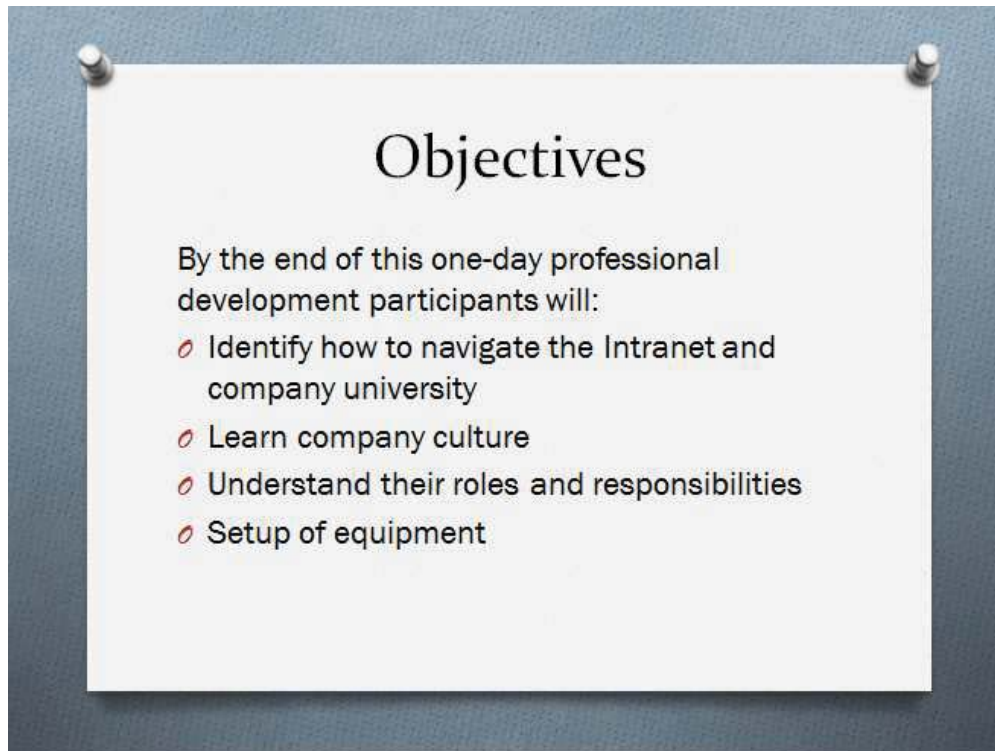 Objectives
By the end of this one-day professional
development participants will:
Identify how to navigate the Intranet and
company university
Learn company culture
Understand their roles and responsibilities
Setup of equipment